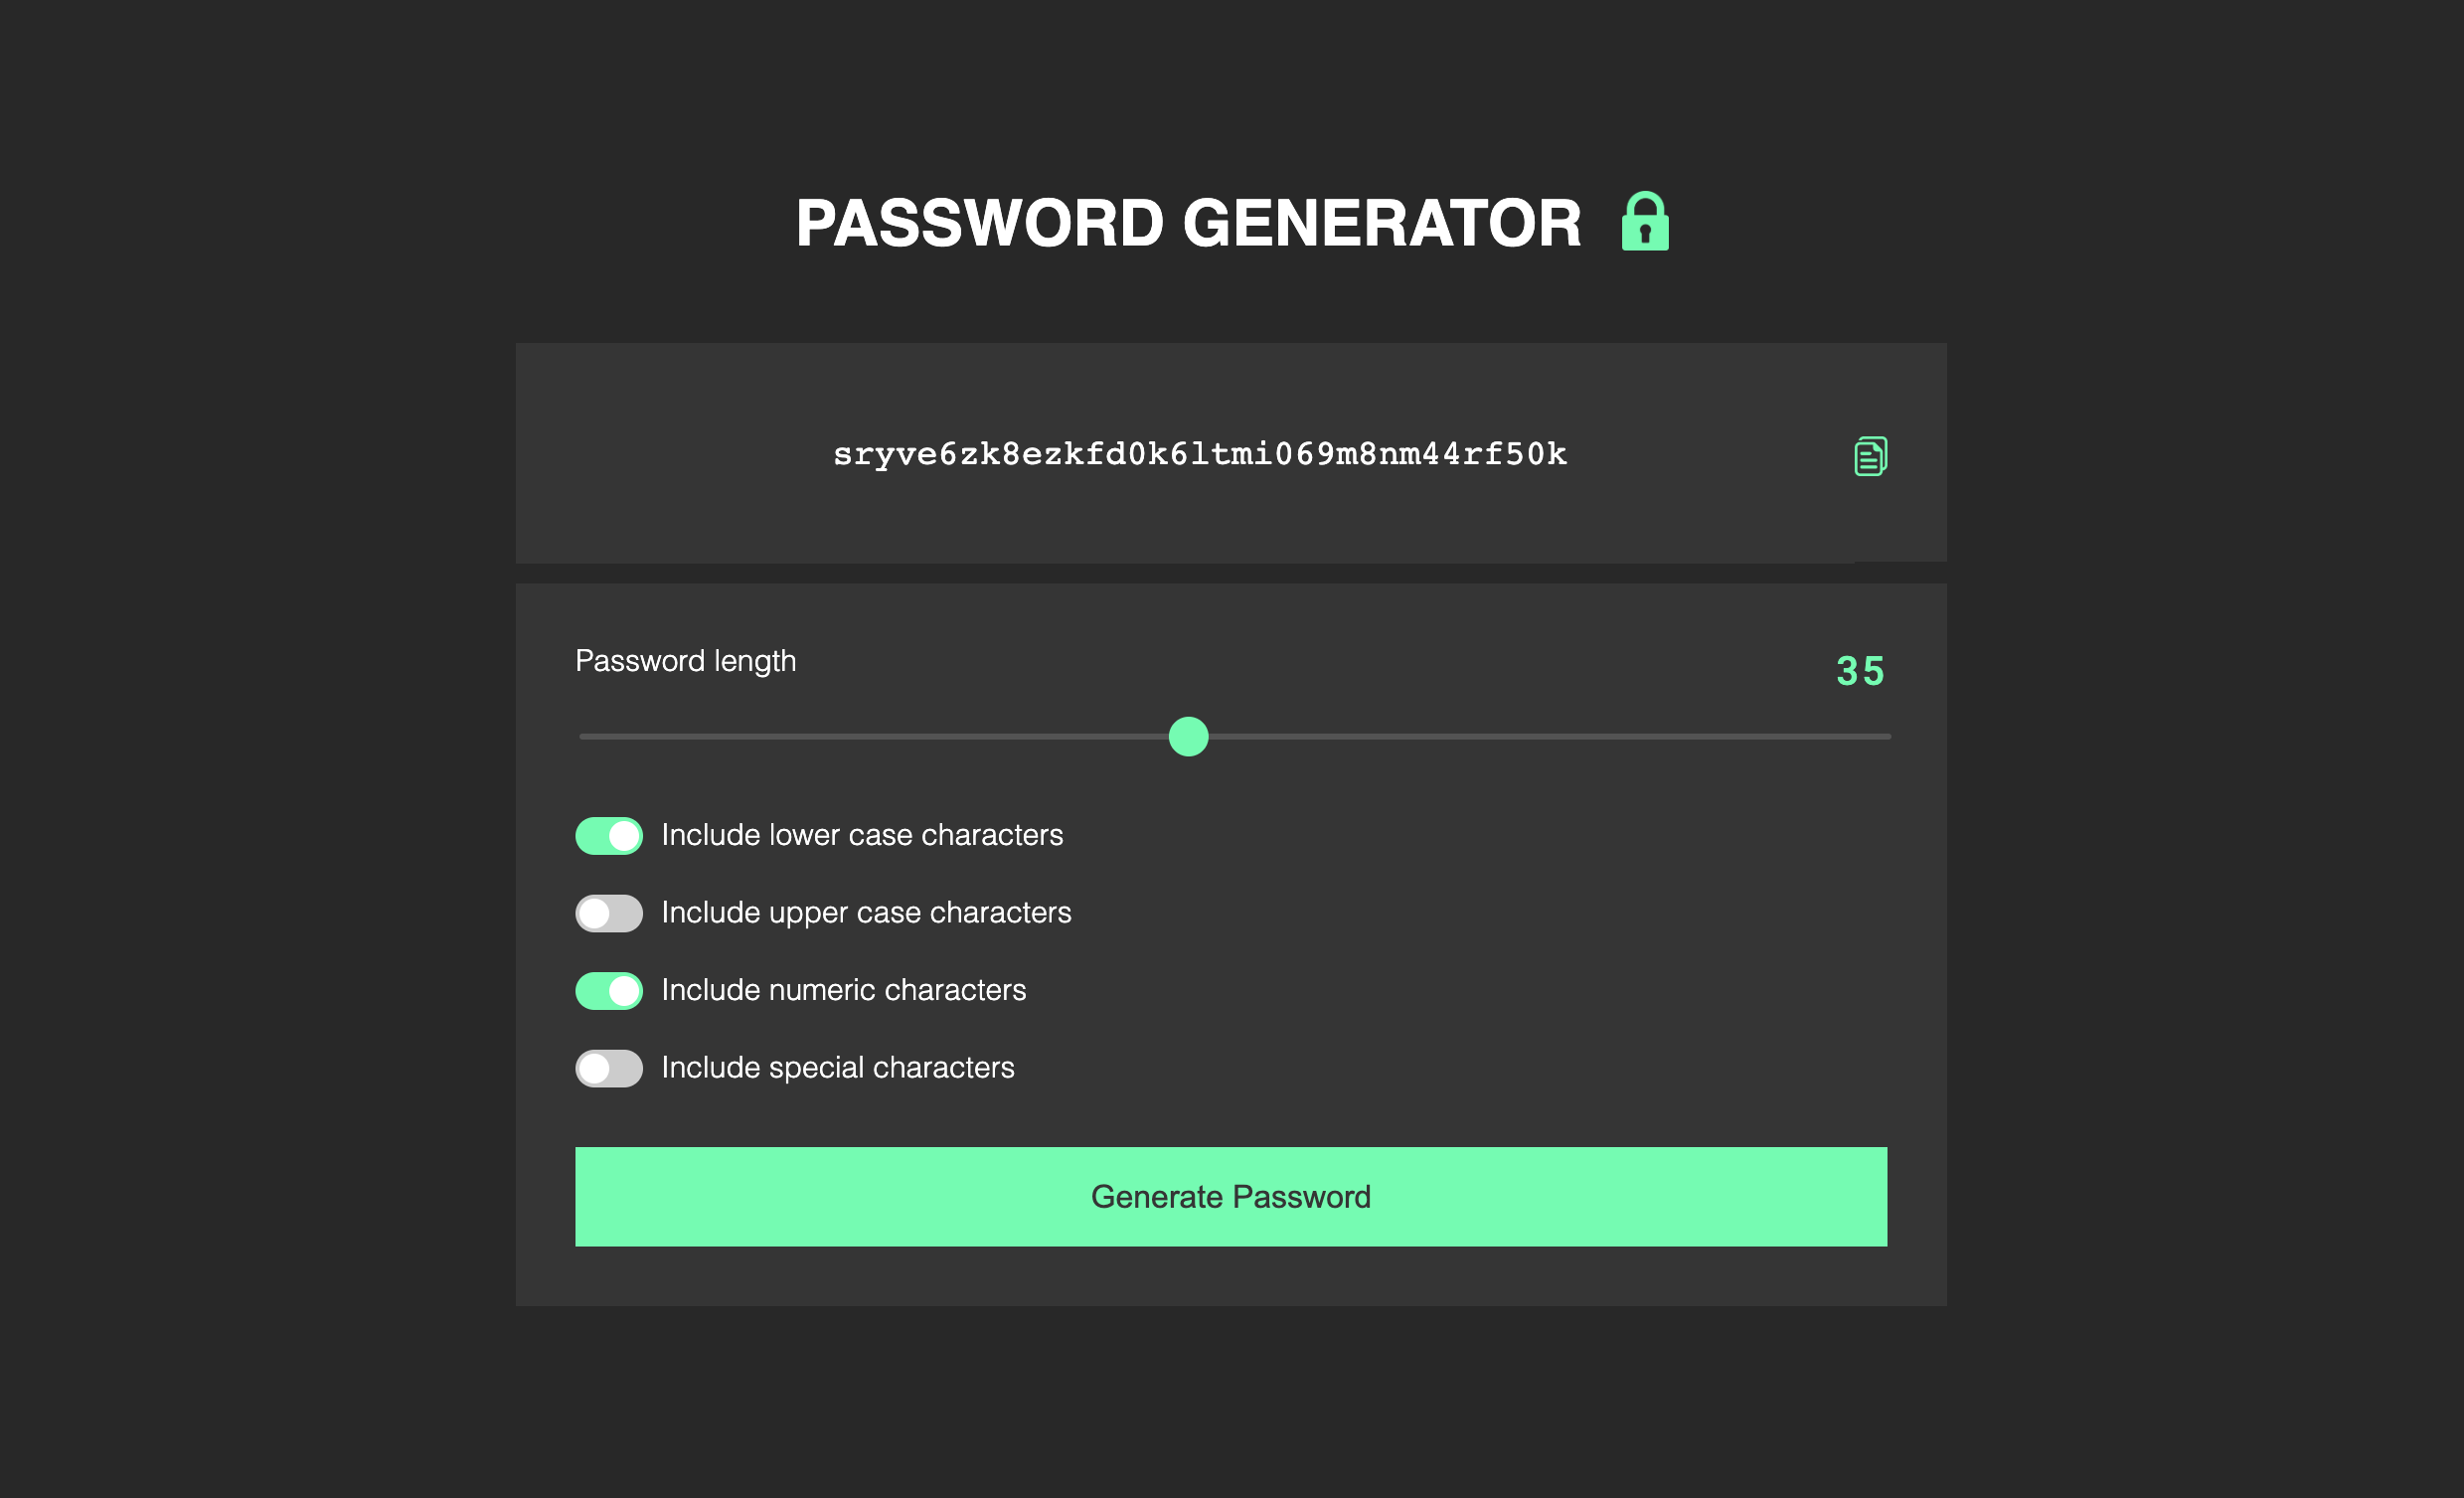 PASSWORD GENERATOR
sryve6zk8ezkfd0k6ltmi069m8nm44rf50k
Password length
35
Include lower case characters
Include upper case characters
Include numeric characters
Include special characters
Generate Password